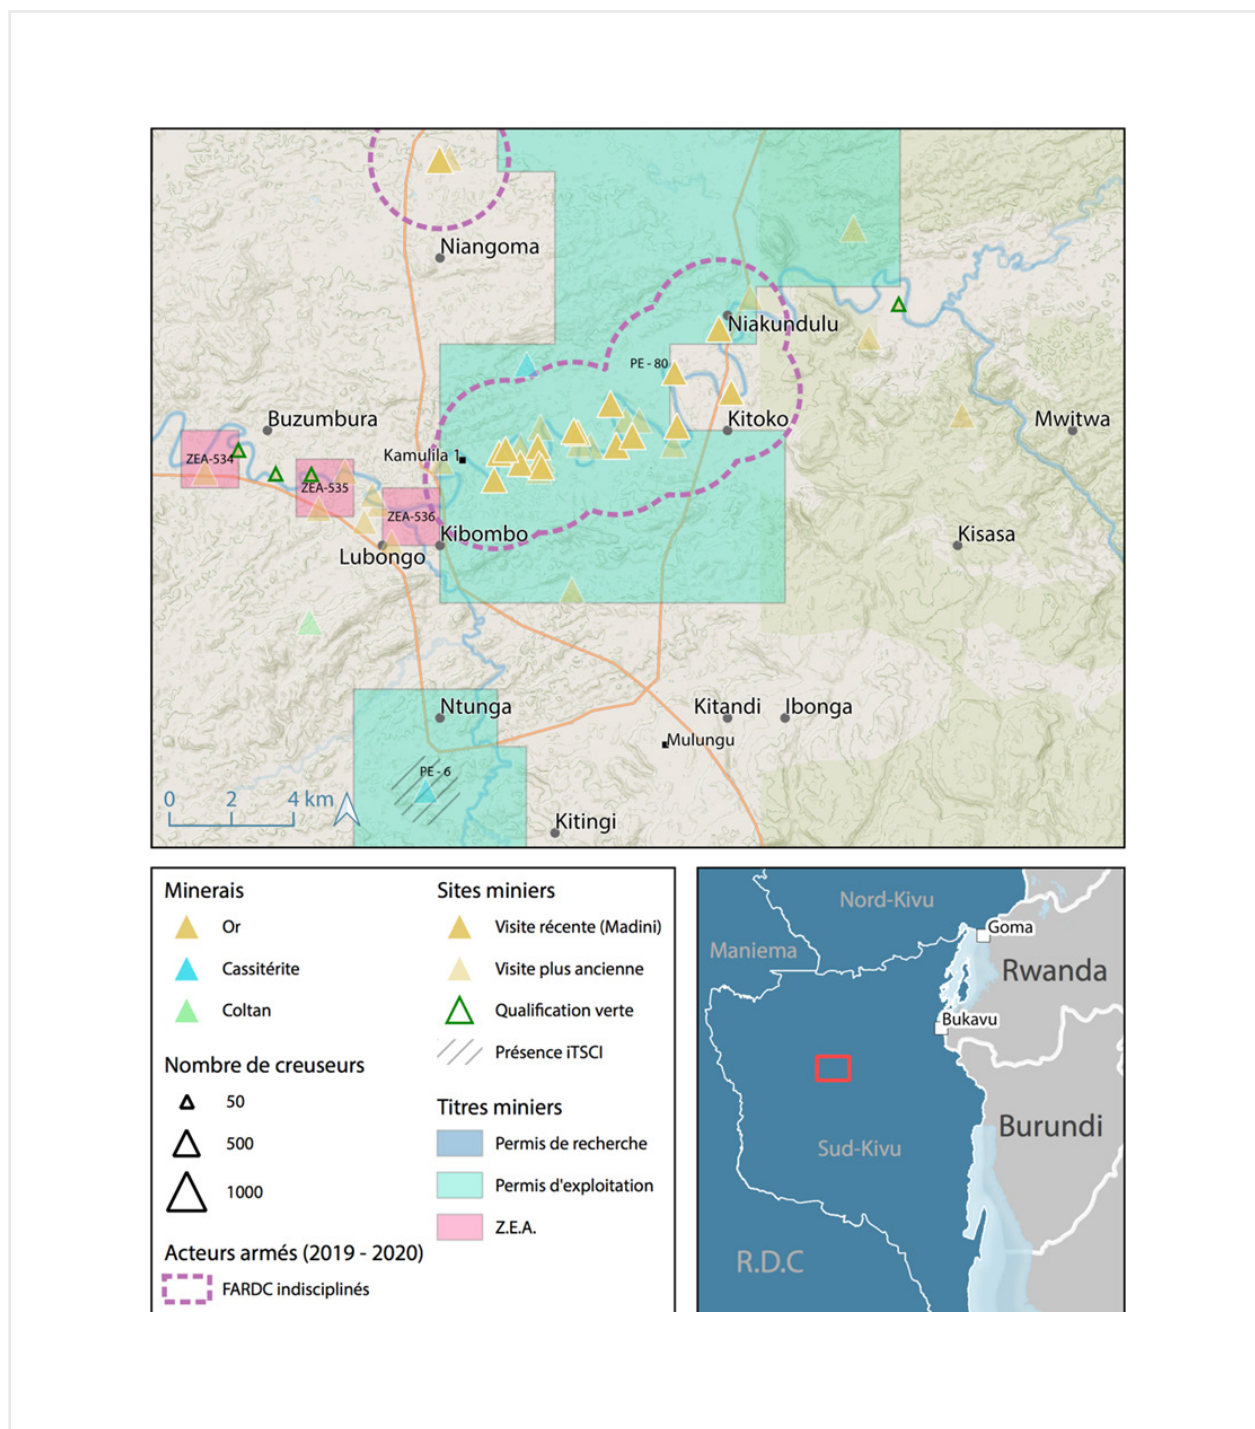 Niangoma
Niakundulu
PE - 80
Buzumbura
Kitoko
Mwitwa
Kamulila 1
ZEA-534
ZEA-535
ZEA-536
Kibombo
Kisasa
Lubongo
Ntunga
Kitandi
Ibonga
Mulungu
PE - 6
0 2 4 km
Kitingi
Minerais
Or
Cassitérite
Coltan
Nombre de creuseurs
50
500
1000
Acteurs armés (2019 - 2020)
FARDC indisciplinés
Sites miniers
Visite récente (Madini)
Visite plus ancienne
Qualification verte
Présence iTSCI
Titres miniers
Permis de recherche
Permis d'exploitation
Z.E.A.
Nord-Kivu
Goma
Maniema
Rwanda
Bukavu
Burundi
Sud-Kivu
R.D.C